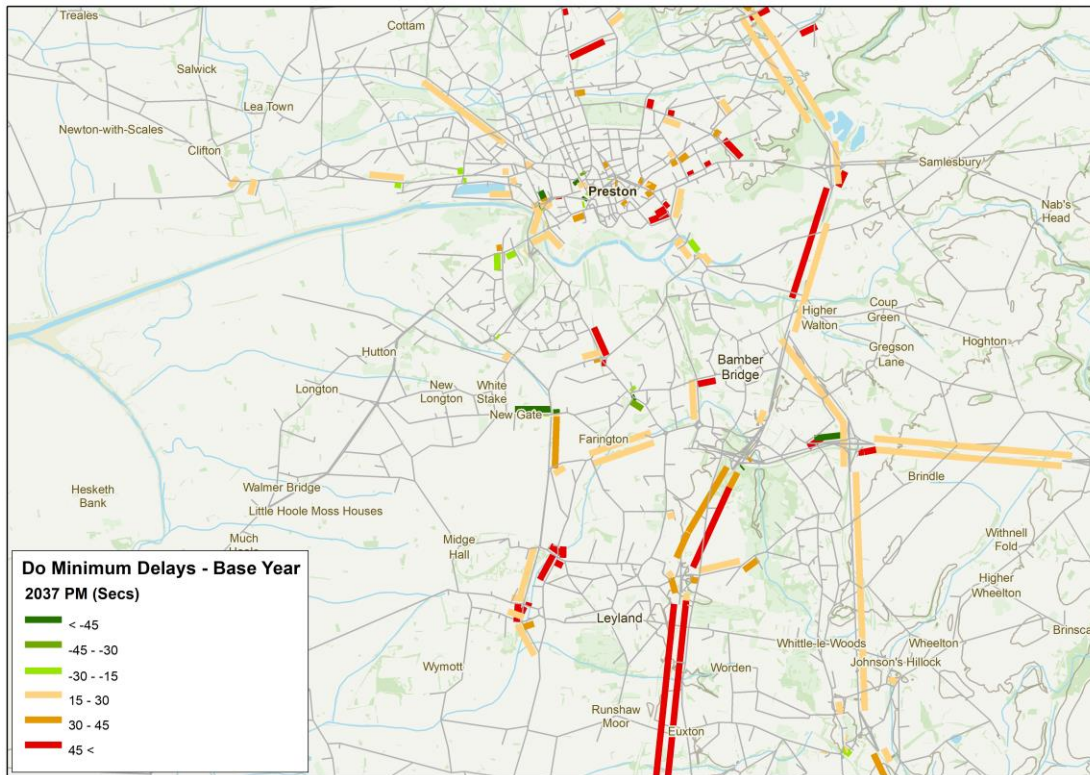 Treales
Cottam
Salwick
Lea Town
Newton-with-Scales
Clifton
Samlesbury
Preston
Nab's
Head
Higher
Walton
Coup
Green
Gregson
Lane
Hoghton
Hutton
Bamber
Bridge
Longton
New
Longton
White
Stake
New Gate
Farington
Brindle
Hesketh
Bank
Walmer Bridge
Little Hoole Moss Houses
Much
Midge
Hall
Withnell
Fold
Higher
Wheelton
Leyland
Whittle-le-Woods
Wheelton
Brinsca
Johnson's Hillock
Wymott
Worden
Runshaw
Moor
Euxton
Do Minimum Delays - Base Year
2037 PM (Secs)
< -45
-45 - -30
-30 - -15
15 - 30
30 - 45
45 <